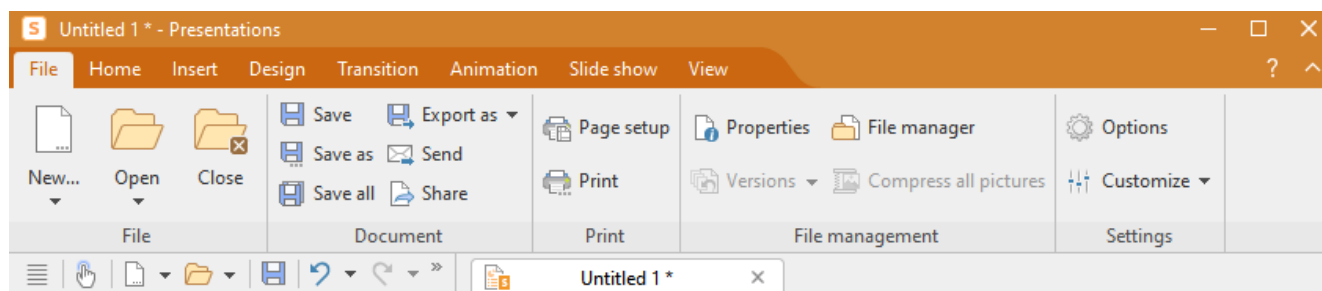 S Untitled 1 * - Presentations
File Home Insert Design Transition Animation Slide show View ?
Save Export as
Page setup Properties File manager Options
Save as Send
New... Open Close
Print Versions Compress all pictures Customize
Save all Share
File Document Print File management Settings
» S Untitled 1 *